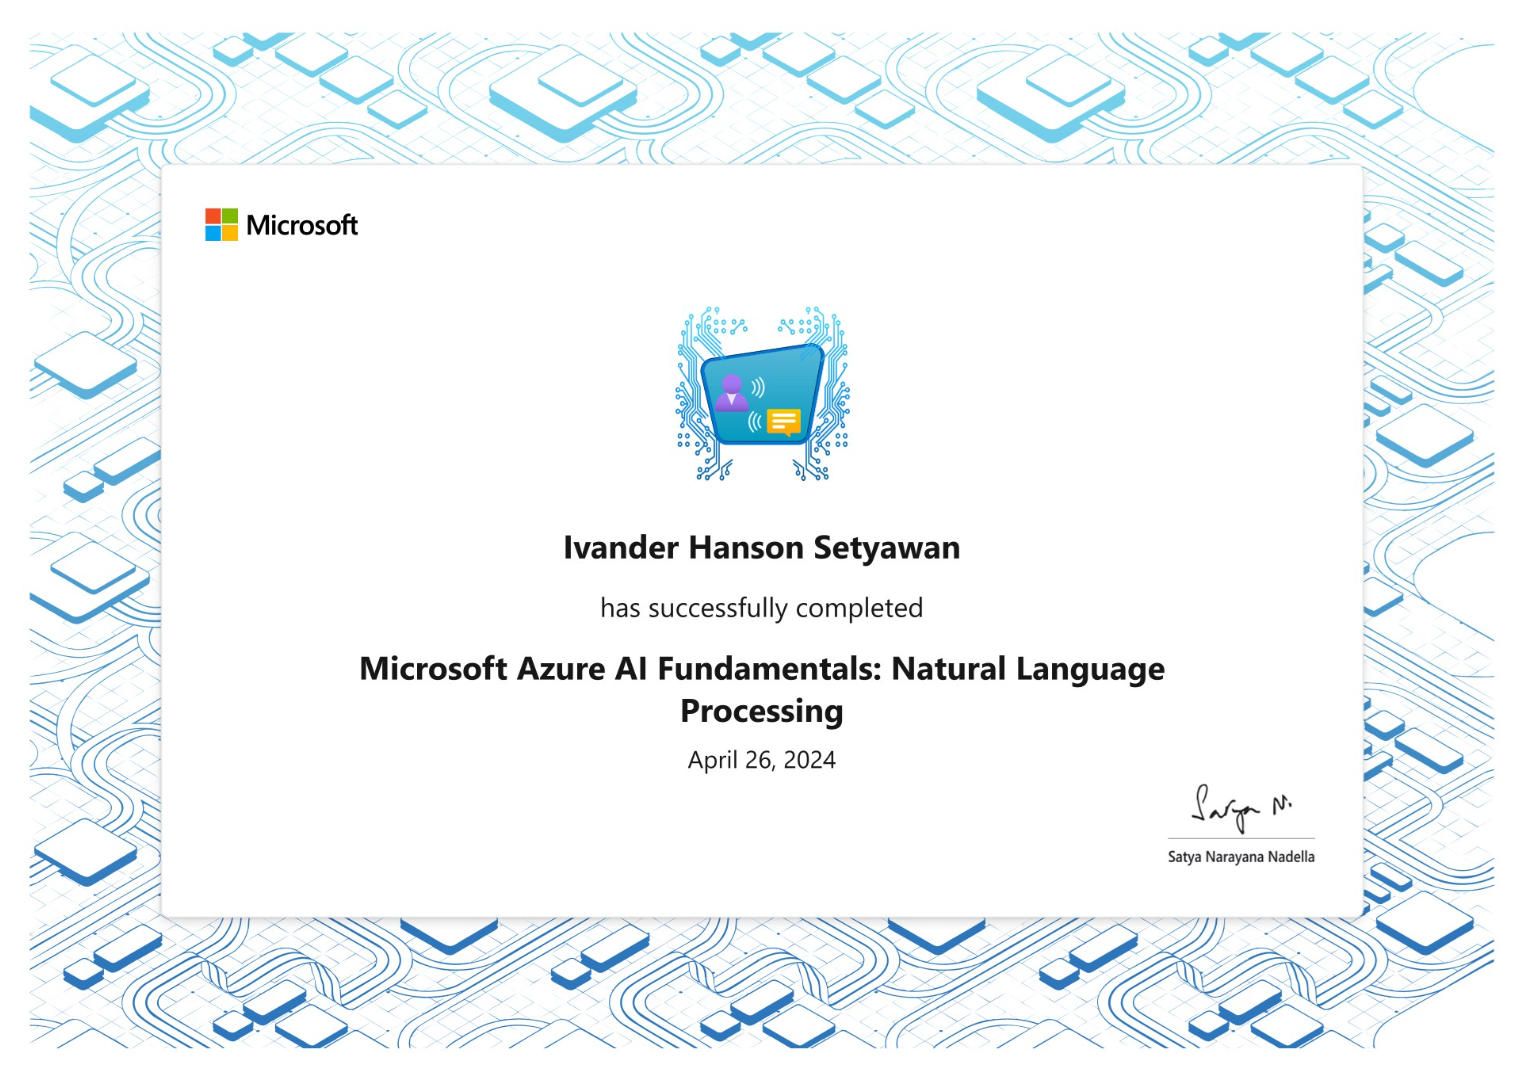 Microsoft
Ivander Hanson Setyawan
has successfully completed
Microsoft Azure AI Fundamentals: Natural Language
Processing
April 26, 2024
Satya N.
Satya Narayana Nadella